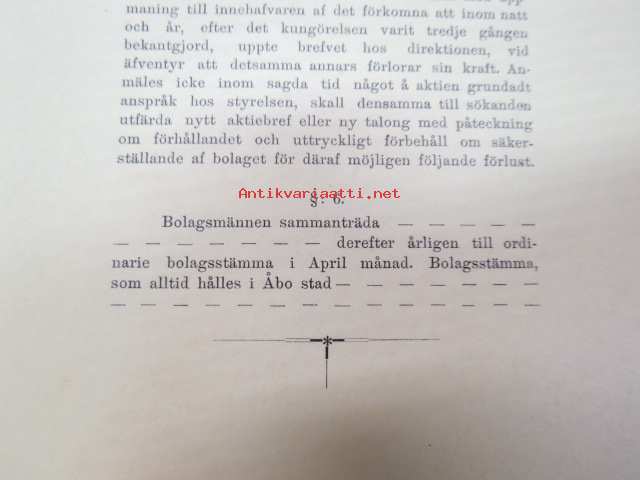 maning till innehafvaren af det förkomna att inom natt
och år, efter det kungörelsen varit tredje gången
bekantgjord, uppte brefvet hos direktionen, vid
äfventyr att detsamma annars förlorar sin kraft. An-
mäles icke inom sagda tid något å aktien grundadt
anspråk hos styrelsen, skall densamma till sökanden
utfärda nytt aktiebref eller ny talong med påteckning
om förhållandet och uttryckligt förbehåll om säker-
ställande af bolaget för däraf möjligen följande förlust.
Antikvariaatti.net
§. 6.
Bolagsmännen sammanträda — — — — —
— — — — — — — — derefter årligen till ordi-
narie bolagsstämma i April månad. Bolagsstämma,
som alltid hålles i Åbo stad — — — — — — —
— — — — — — — — — — — — — — — —